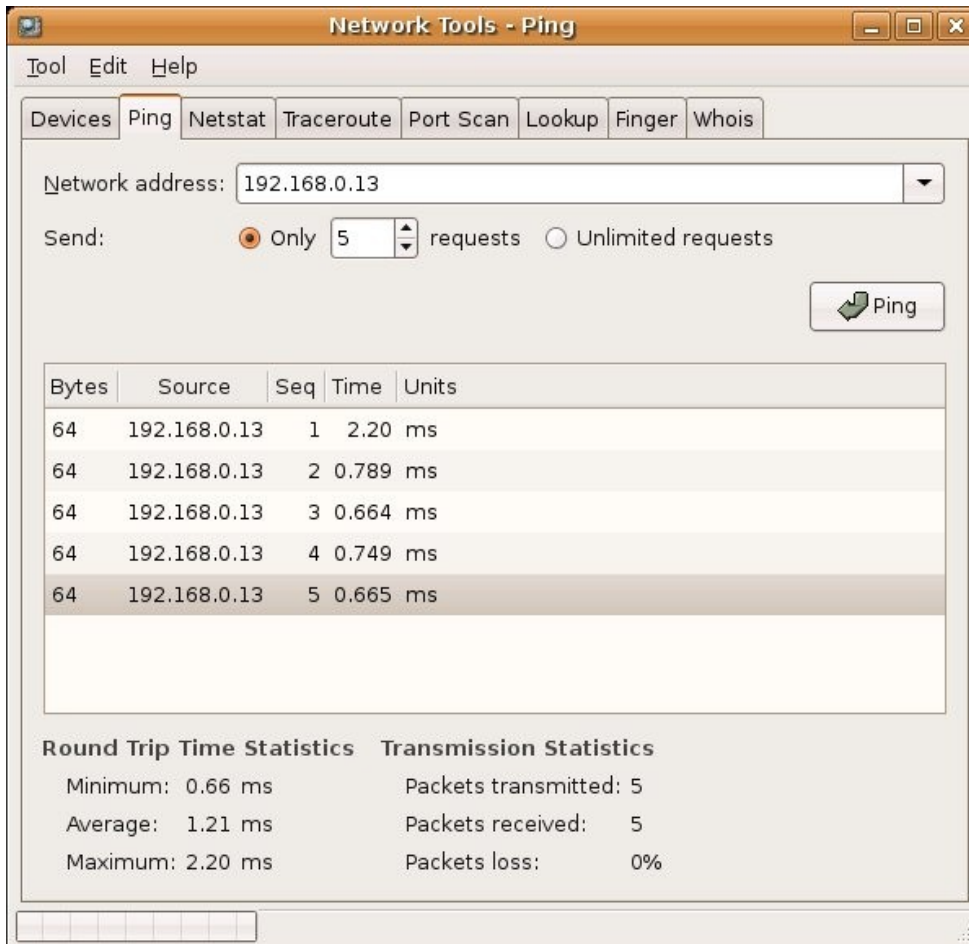 Network Tools - Ping
Tool Edit Help
Devices Ping Netstat Traceroute Port Scan Lookup Finger Whois
Network address: 192.168.0.13
Send: Only 5 requests Unlimited requests
Ping
Bytes Source Seq Time Units
64 192.168.0.13 1 2.20 ms
64 192.168.0.13 2 0.789 ms
64 192.168.0.13 3 0.664 ms
64 192.168.0.13 4 0.749 ms
64 192.168.0.13 5 0.665 ms
Round Trip Time Statistics Transmission Statistics
Minimum: 0.66 ms Packets transmitted: 5
Average: 1.21 ms Packets received: 5
Maximum: 2.20 ms Packets loss: 0%